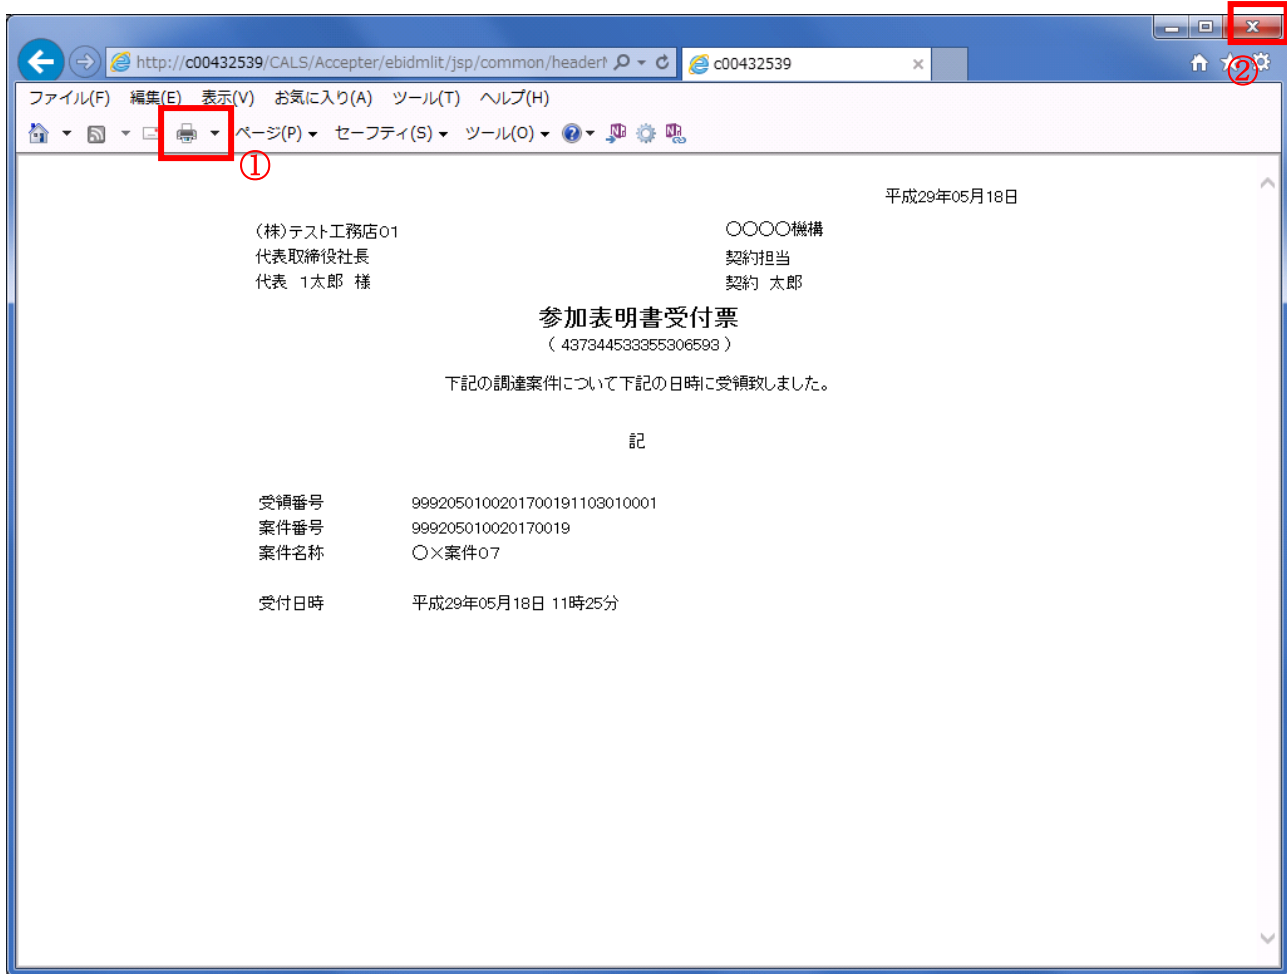 ②
http://c00432539/CALS/Accepter/ebidmlit/jsp/common/header
c00432539
ファイル(F) 編集(E) 表示(V) お気に入り(A) ツール(T) ヘルプ(H)
ページ(P) セーフティ(S) ツール(O)
①
平成29年05月18日
(株)テスト工務店01
○○○○機構
代表取締役社長
契約担当
代表 1太郎 様
契約 太郎
参加表明書受付票
( 437344533355306593 )
下記の調達案件について下記の日時に受領致しました。
記
受領番号 9992050100201700191103010001
案件番号 999205010020170019
案件名称 ○×案件07
受付日時 平成29年05月18日 11時25分